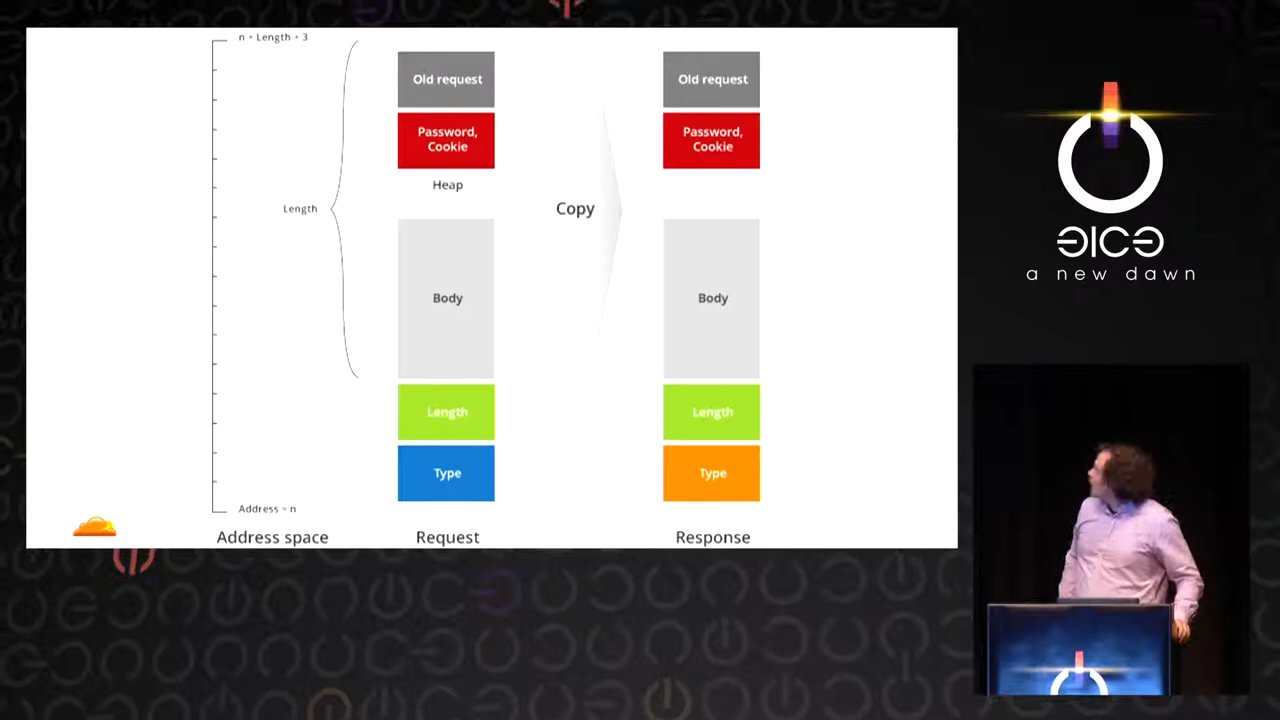 n + Length + 3
Old request
Old request
Password,
Cookie
Password,
Cookie
Heap
Length
Copy
Body
Body
Length
Length
Type
Type
Address = n
Address space
Request
Response
a new dawn